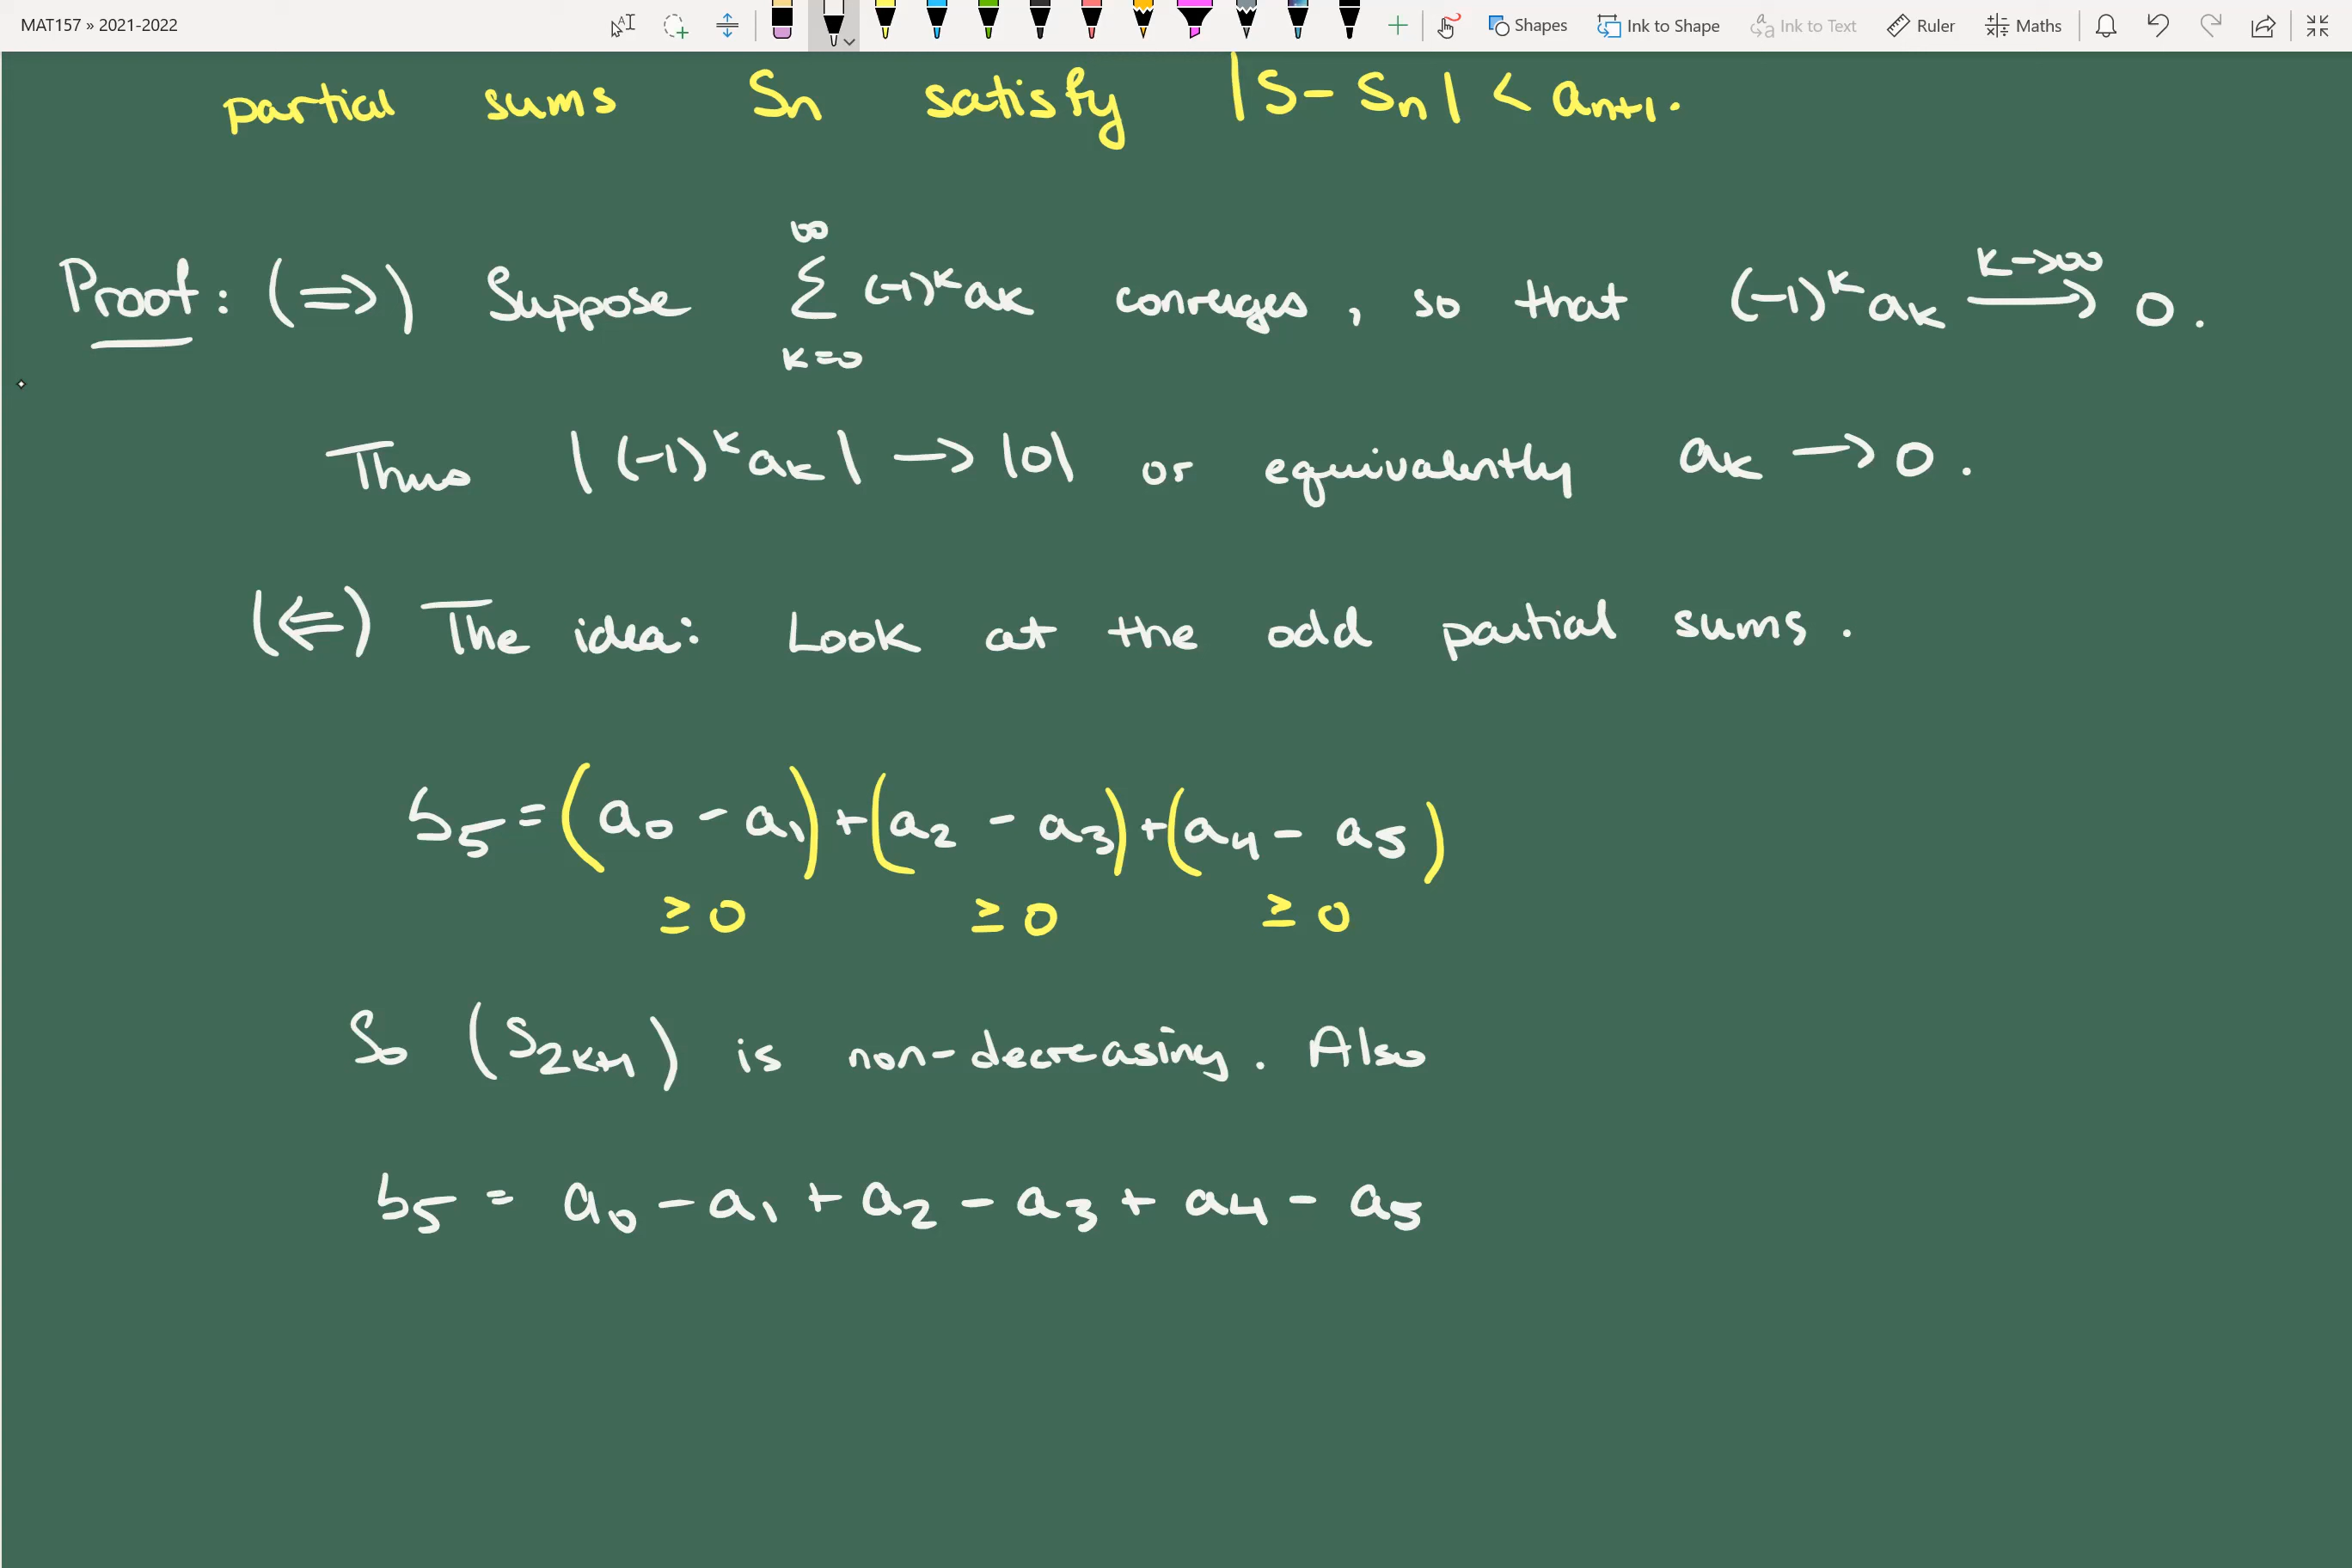 MAT157 » 2021-2022 Shapes Ink to Shape Ink to Text Ruler Maths
partial sums Sn satisfy |S - Sn| < an+1.
Proof: (⇒) Suppose ∑_{k=0}^{∞} (-1)^k ak converges, so that (-1)^k ak →^{k→∞} 0.
Thus |(-1)^k ak| → |0| or equivalently ak → 0.
(⇐) The idea: Look at the odd partial sums.
S5 = (a0 - a1) + (a2 - a3) + (a4 - a5)
≥ 0 ≥ 0 ≥ 0
So (S2k+1) is non-decreasing. Also
S5 = a0 - a1 + a2 - a3 + a4 - a5